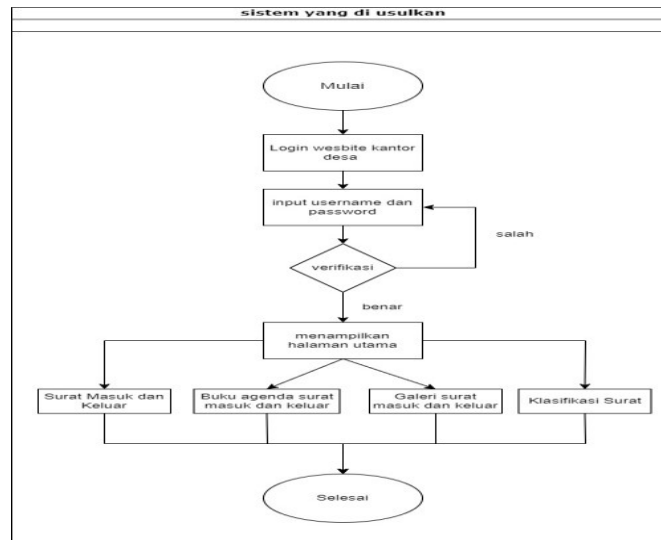 sistem yang di usulkan
Mulai
Login wesbite kantor
desa
input username dan
password
salah
verifikasi
benar
menampilkan
halaman utama
Surat Masuk dan
Keluar
Buku agenda surat
masuk dan keluar
Galeri surat
masuk dan keluar
Klasifikasi Surat
Selesai